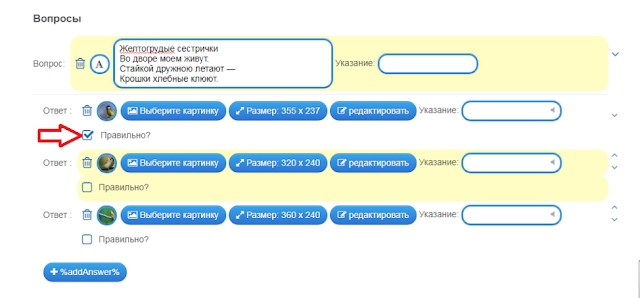 Вопросы
Вопрос: A Жептогрудые сестрички Указание:
Во дворе моем живут.
Стайкой дружною летают —
Крошки хлебные клюют.
Ответ : Выберите картинку Размер: 355 x 237 редактировать Указание:
Правильно?
Ответ : Выберите картинку Размер: 320 x 240 редактировать Указание:
Правильно?
Ответ : Выберите картинку Размер: 360 x 240 редактировать Указание:
Правильно?
+ %addAnswer%